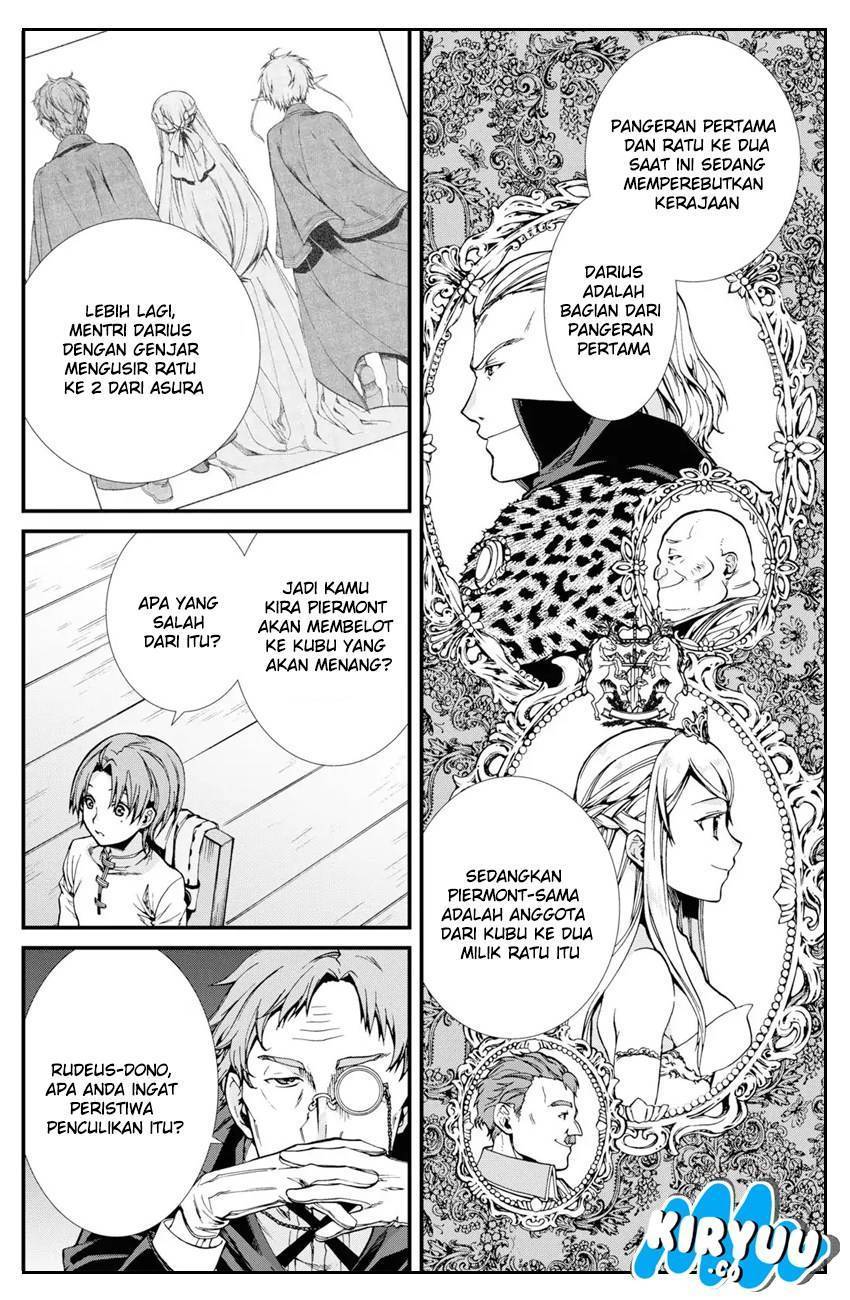 PANGERAN PERTAMA
DAN RATU KE DUA
SAAT INI SEDANG
MEMPEREBUTKAN
KERAJAAN
DARIUS
ADALAH
BAGIAN DARI
PANGERAN
PERTAMA
SEDANGKAN
PIERMONT-SAMA
ADALAH ANGGOTA
DARI KUBU KE DUA
MILIK RATU ITU
LEBIH LAGI,
MENTRI DARIUS
DENGAN GENJAR
MENGUSIR RATU
KE 2 DARI ASURA
JADI KAMU
KIRA PIERMONT
AKAN MEMBELOT
KE KUBU YANG
AKAN MENANG?
APA YANG
SALAH
DARI ITU?
RUDEUS-DONO,
APA ANDA INGAT
PERISTIWA
PENCULIKAN ITU?
KIRYUU
.CO